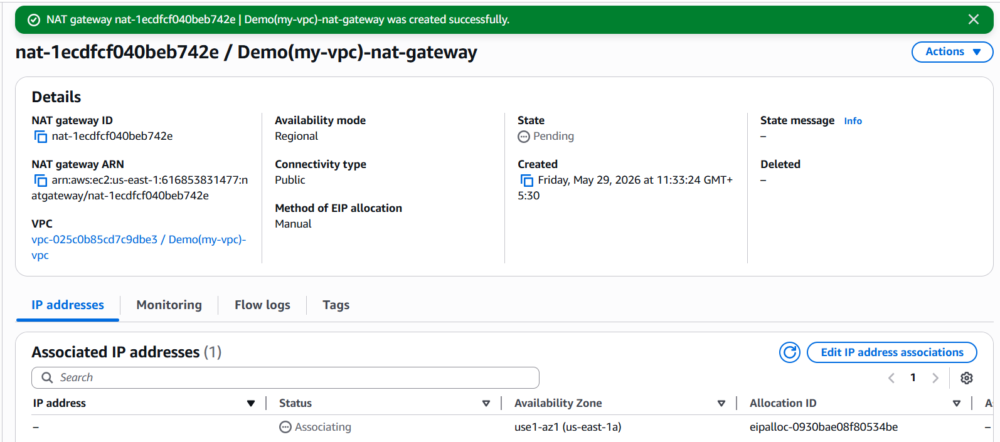 NAT gateway nat-1ecdfcf040beb742e | Demo(my-vpc)-nat-gateway was created successfully.
nat-1ecdfcf040beb742e / Demo(my-vpc)-nat-gateway
Actions
Details
NAT gateway ID
nat-1ecdfcf040beb742e
NAT gateway ARN
arn:aws:ec2:us-east-1:616853831477:n
atgateway/nat-1ecdfcf040beb742e
VPC
vpc-025c0b85cd7c9dbe3 / Demo(my-vpc)-
vpc
Availability mode
Regional
Connectivity type
Public
Method of EIP allocation
Manual
State
Pending
Created
Friday, May 29, 2026 at 11:33:24 GMT+
5:30
State message Info
–
Deleted
–
IP addresses Monitoring Flow logs Tags
Associated IP addresses (1)
Edit IP address associations
Search
1
IP address Status Availability Zone Allocation ID
– Associating use1-az1 (us-east-1a) eipalloc-0930bae08f80534be –